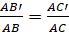 AB′/AB = AC′/AC